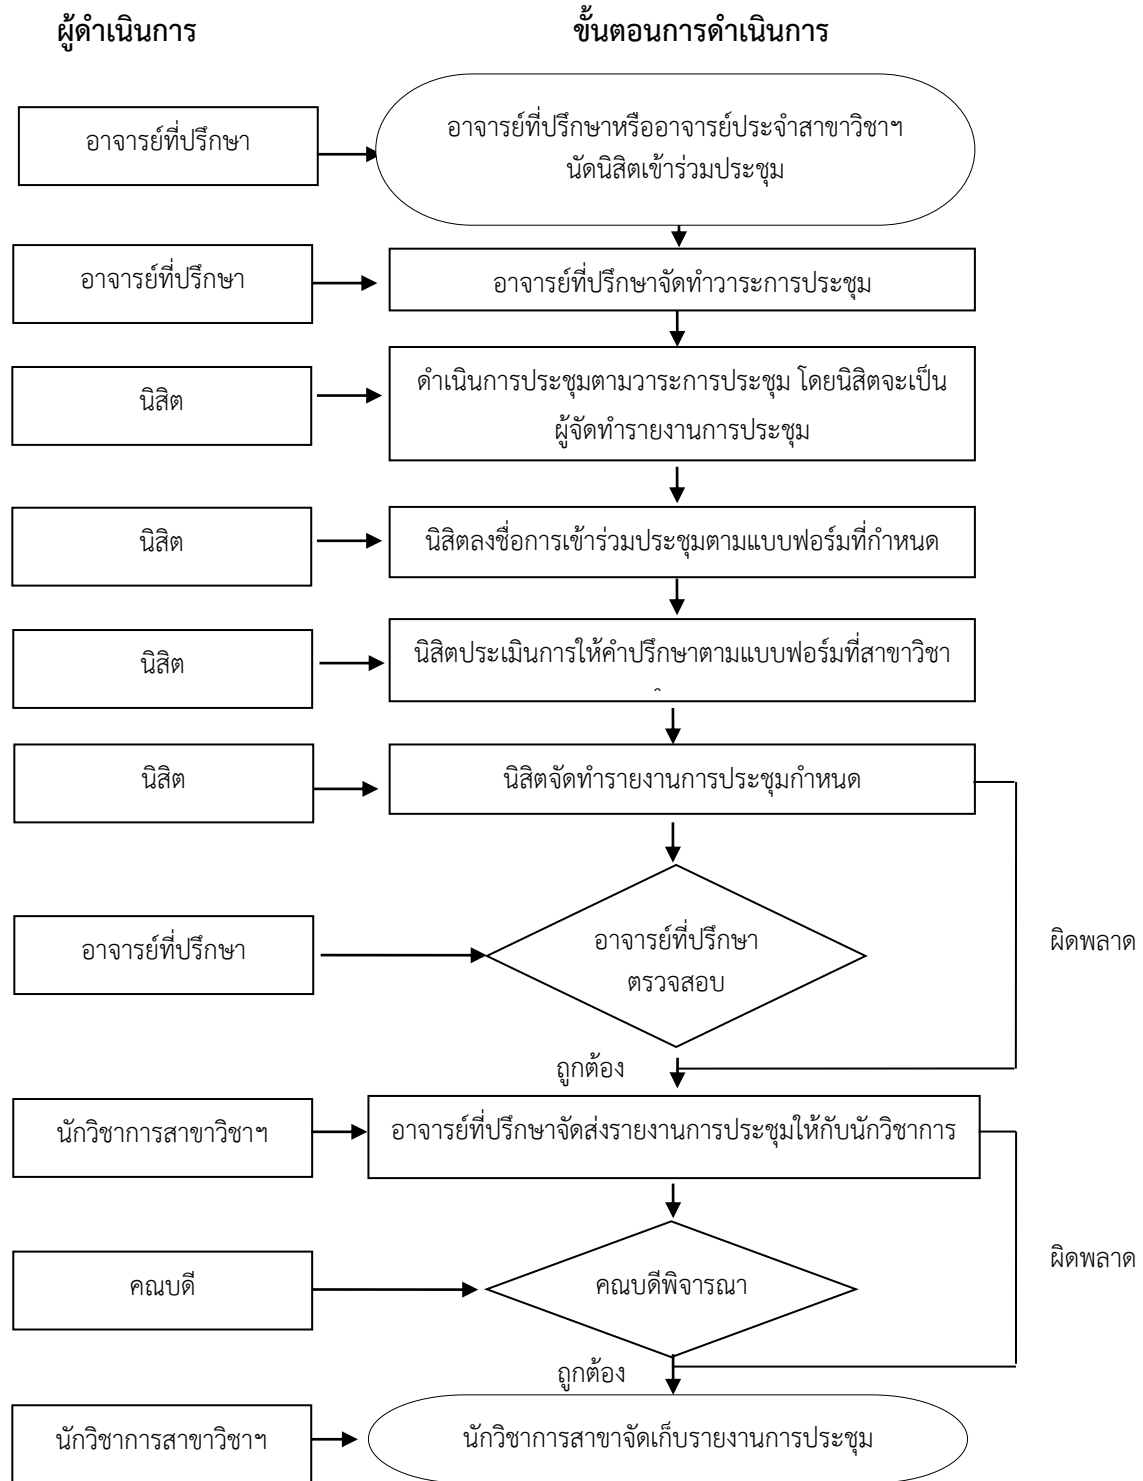 ผู้ดำเนินการ
ขั้นตอนการดำเนินการ
อาจารย์ที่ปรึกษา
อาจารย์ที่ปรึกษาหรืออาจารย์ประจำสาขาวิชาฯ
นัดนิสิตเข้าร่วมประชุม
อาจารย์ที่ปรึกษา
อาจารย์ที่ปรึกษาจัดทำวาระการประชุม
นิสิต
ดำเนินการประชุมตามวาระการประชุม โดยนิสิตจะเป็น
ผู้จัดทำรายงานการประชุม
นิสิต
นิสิตลงชื่อการเข้าร่วมประชุมตามแบบฟอร์มที่กำหนด
นิสิต
นิสิตประเมินการให้คำปรึกษาตามแบบฟอร์มที่สาขาวิชา
นิสิต
นิสิตจัดทำรายงานการประชุมกำหนด
อาจารย์ที่ปรึกษา
อาจารย์ที่ปรึกษา
ตรวจสอบ
ผิดพลาด
ถูกต้อง
นักวิชาการสาขาวิชาฯ
อาจารย์ที่ปรึกษาจัดส่งรายงานการประชุมให้กับนักวิชาการ
คณบดี
คณบดีพิจารณา
ผิดพลาด
ถูกต้อง
นักวิชาการสาขาวิชาฯ
นักวิชาการสาขาจัดเก็บรายงานการประชุม